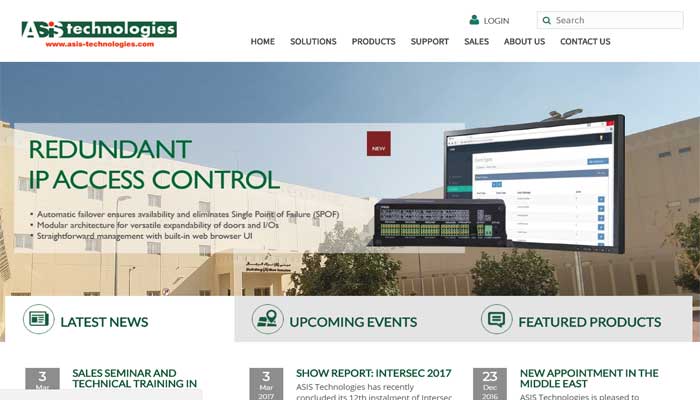 ASIS technologies
www.asis-technologies.com
LOGIN
Search
HOME SOLUTIONS PRODUCTS SUPPORT SALES ABOUT US CONTACT US
NEW
REDUNDANT
IP ACCESS CONTROL
• Automatic failover ensures availability and eliminates Single Point of Failure (SPOF)
• Modular architecture for versatile expandability of doors and I/Os
• Straightforward management with built-in web browser UI
LATEST NEWS
UPCOMING EVENTS
FEATURED PRODUCTS
3
Mar
SALES SEMINAR AND
TECHNICAL TRAINING IN
3
Mar
2017
SHOW REPORT: INTERSEC 2017
ASIS Technologies has recently
concluded its 12th instalment of Intersec
23
Dec
2016
NEW APPOINTMENT IN THE
MIDDLE EAST
ASIS Technologies is pleased to